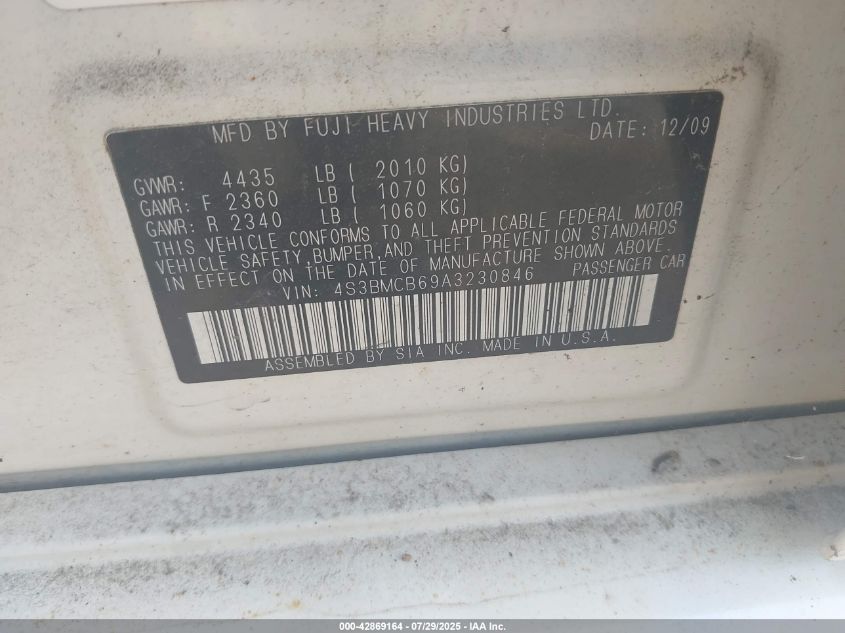 MFD BY FUJI HEAVY INDUSTRIES LTD.
DATE: 12/09
GVWR: 4435 LB ( 2010 KG)
GAWR: F 2360 LB ( 1070 KG)
GAWR: R 2340 LB ( 1060 KG)
THIS VEHICLE CONFORMS TO ALL APPLICABLE FEDERAL MOTOR
VEHICLE SAFETY,BUMPER,AND THEFT PREVENTION STANDARDS
IN EFFECT ON THE DATE OF MANUFACTURE SHOWN ABOVE.
VIN: 4S3BMCB69A3230846 PASSENGER CAR
ASSEMBLED BY SIA INC. MADE IN U.S.A.
000-42869164 - 07/29/2025 - IAA Inc.